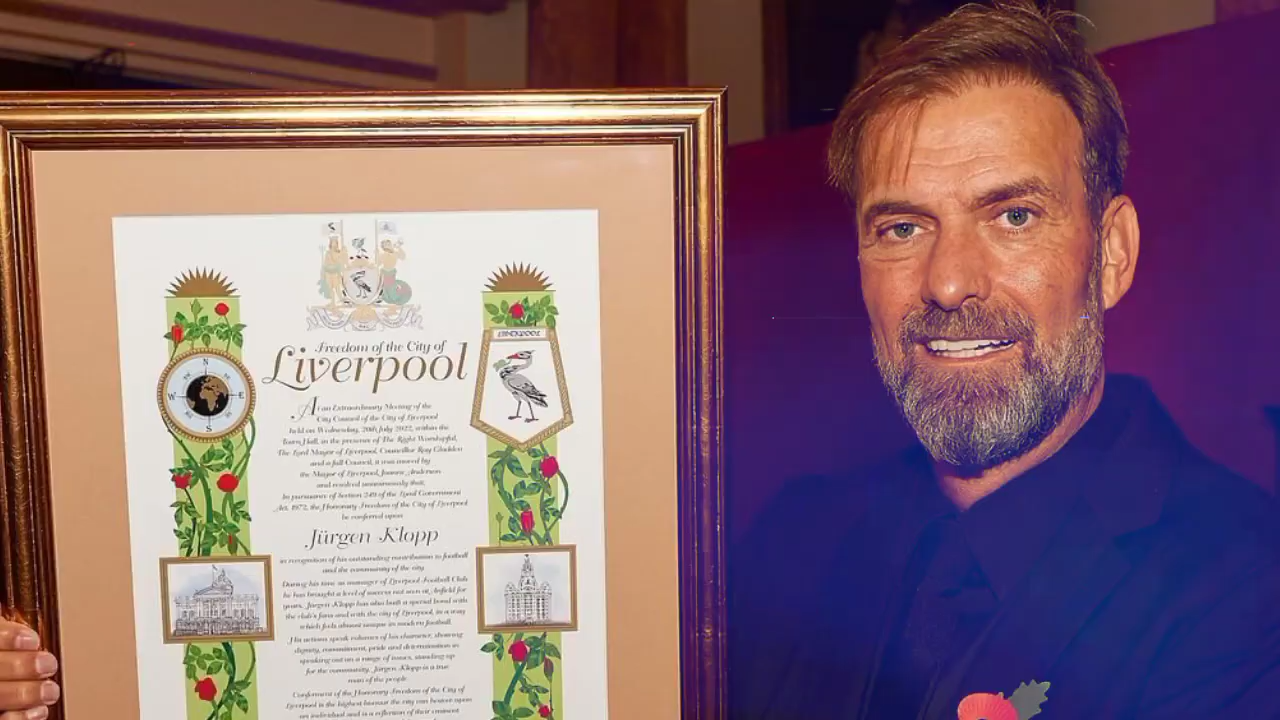 Freedom of the City of
Liverpool
At an Extraordinary Meeting of the
City Council of the City of Liverpool
held on Wednesday, 20th July 2022, within the
Town Hall, in the presence of The Right Worshipful,
The Lord Mayor of Liverpool, Councillor Roy Gladden
and a full Council, it was moved by
the Mayor of Liverpool, Joanne Anderson
and resolved unanimously that;
In pursuance of Section 249 of the Local Government
Act, 1972, the Honorary Freedom of the City of Liverpool
be conferred upon
Jürgen Klopp
in recognition of his outstanding contribution to football
and the community of the city
During his time as manager of Liverpool Football Club
he has brought a level of success not seen at Anfield for
years. Jürgen Klopp has also built a special bond with
the club's fans and with the city of Liverpool, in a way
which feels almost unique in modern football.
His actions speak volumes of his character, showing
dignity, commitment, pride and determination in
speaking out on a range of issues, standing up
for the community. Jürgen Klopp is a true
man of the people
Conferment of the Honorary Freedom of the City of
Liverpool is the highest honour the city can bestow upon
an individual and is a reflection of their eminent
LIVERPOOL
N
E
S
W